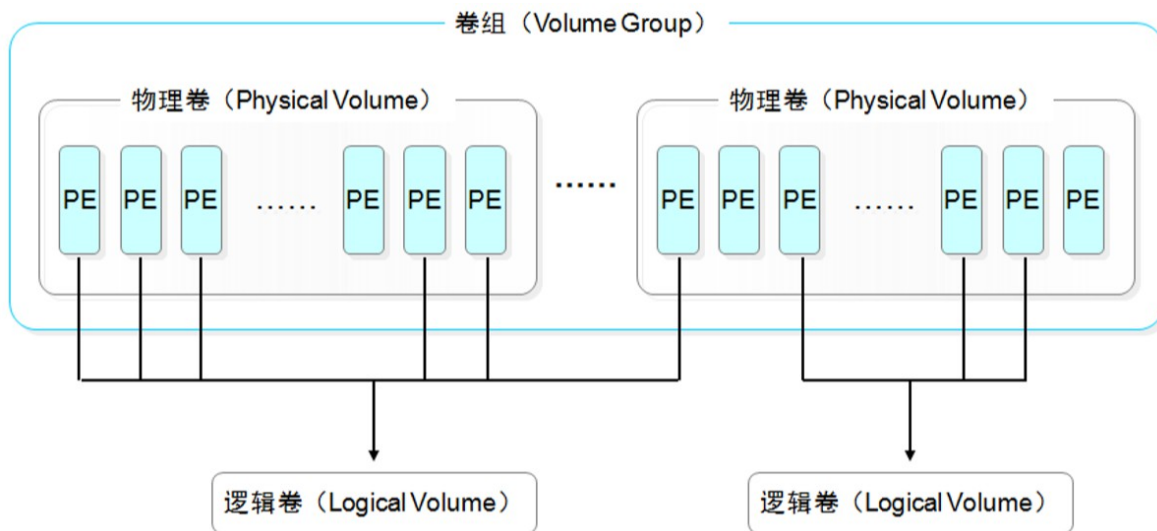 卷组（Volume Group）
物理卷（Physical Volume） 物理卷（Physical Volume）
PE PE PE …… PE PE PE …… PE PE PE …… PE PE PE
逻辑卷（Logical Volume） 逻辑卷（Logical Volume）